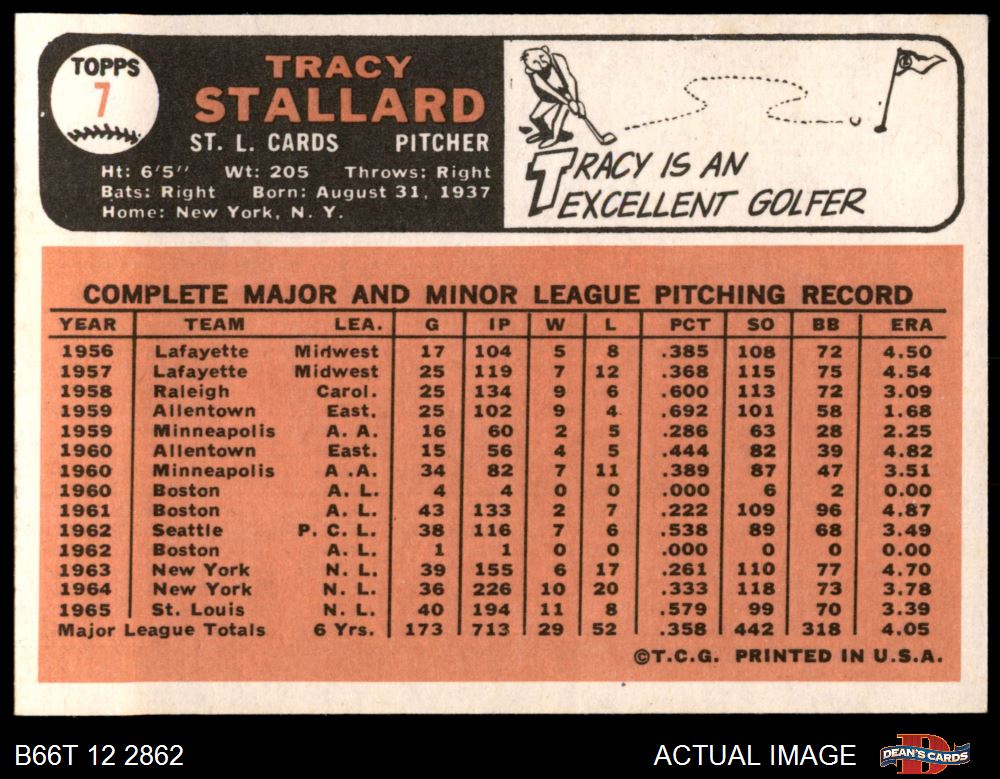 TOPPS
7
TRACY
STALLARD
ST. L. CARDS PITCHER
Ht: 6'5" Wt: 205 Throws: Right
Bats: Right Born: August 31, 1937
Home: New York, N. Y.
TRACY IS AN
EXCELLENT GOLFER
COMPLETE MAJOR AND MINOR LEAGUE PITCHING RECORD
YEAR TEAM LEA. G IP W L PCT SO BB ERA
1956 Lafayette Midwest 17 104 5 8 .385 108 72 4.50
1957 Lafayette Midwest 25 119 7 12 .368 115 75 4.54
1958 Raleigh Carol. 25 134 9 6 .600 113 72 3.09
1959 Allentown East. 25 102 9 4 .692 101 58 1.68
1959 Minneapolis A. A. 16 60 2 5 .286 63 28 2.25
1960 Allentown East. 15 56 4 5 .444 82 39 4.82
1960 Minneapolis A .A. 34 82 7 11 .389 87 47 3.51
1960 Boston A. L. 4 4 0 0 .000 6 2 0.00
1961 Boston A. L. 43 133 2 7 .222 109 96 4.87
1962 Seattle P. C. L. 38 116 7 6 .538 89 68 3.49
1962 Boston A. L. 1 1 0 0 .000 0 0 0.00
1963 New York N. L. 39 155 6 17 .261 110 77 4.70
1964 New York N. L. 36 226 10 20 .333 118 73 3.78
1965 St. Louis N. L. 40 194 11 8 .579 99 70 3.39
Major League Totals 6 Yrs. 173 713 29 52 .358 442 318 4.05
©T.C.G. PRINTED IN U.S.A.
B66T 12 2862 ACTUAL IMAGE DEAN'S CARDS